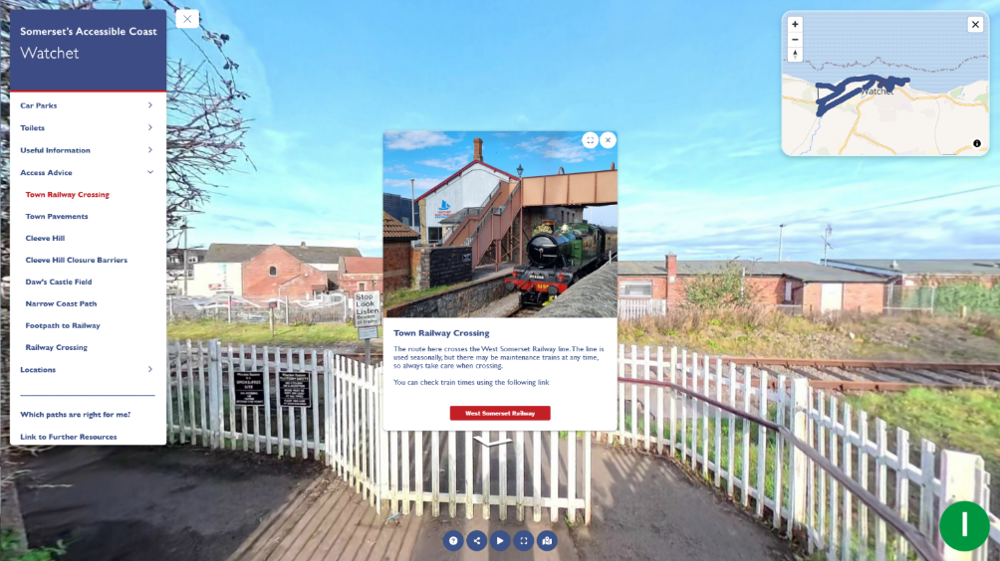 Somerset's Accessible Coast
Watchet
Car Parks
Toilets
Useful Information
Access Advice
Town Railway Crossing
Town Pavements
Cleeve Hill
Cleeve Hill Closure Barriers
Daw's Castle Field
Narrow Coast Path
Footpath to Railway
Railway Crossing
Locations
Which paths are right for me?
Link to Further Resources
Stop
Look
Listen
Beware
of trains
Town Railway Crossing
The route here crosses the West Somerset Railway line. The line is
used seasonally, but there may be maintenance trains at any time,
so always take care when crossing.
You can check train times using the following link
West Somerset Railway
Watchet